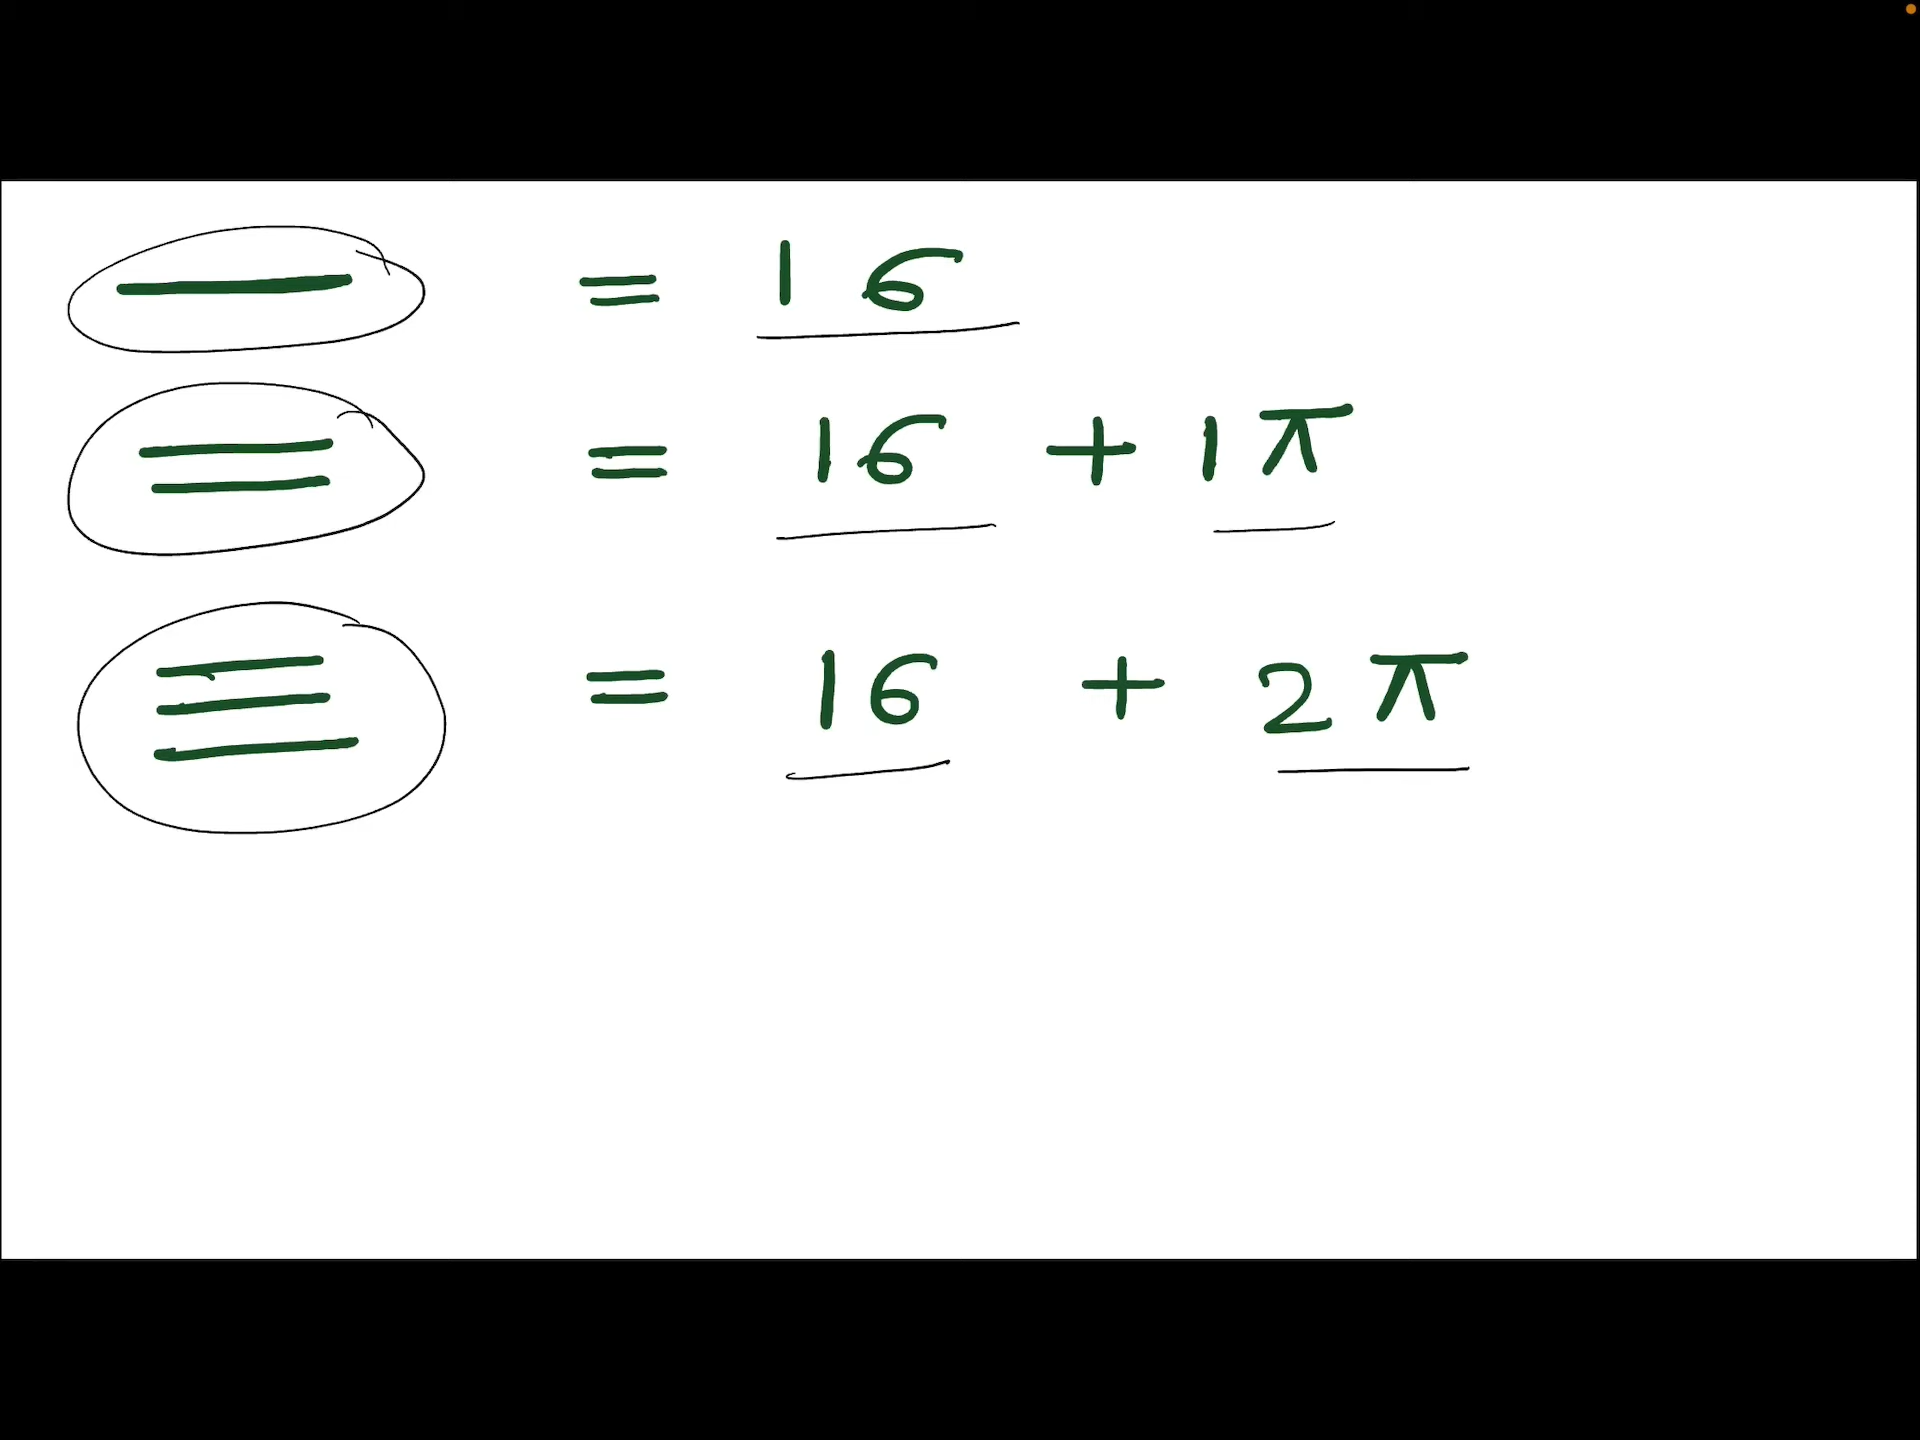 — = 16
= = 16 + 1π
≡ = 16 + 2π